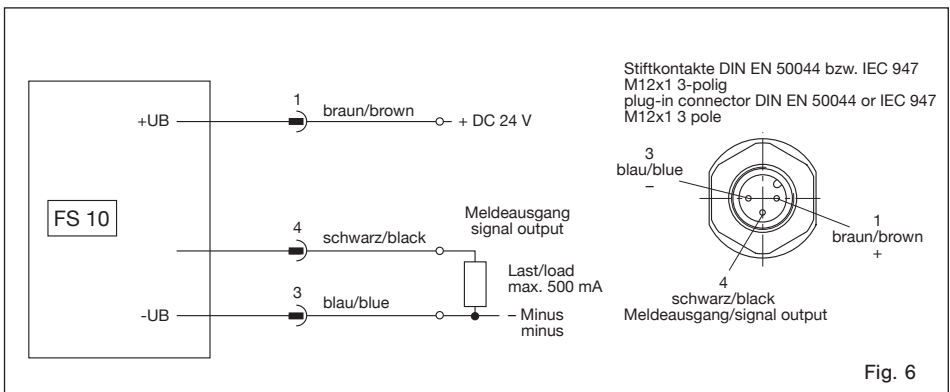 Stiftkontakte DIN EN 50044 bzw. IEC 947
M12x1 3-polig
plug-in connector DIN EN 50044 or IEC 947
M12x1 3 pole
+UB
1
braun/brown
+ DC 24 V
FS 10
4
schwarz/black
Meldeausgang
signal output
Last/load
max. 500 mA
-UB
3
blau/blue
– Minus
minus
3
blau/blue
–
1
braun/brown
+
4
schwarz/black
Meldeausgang/signal output
Fig. 6